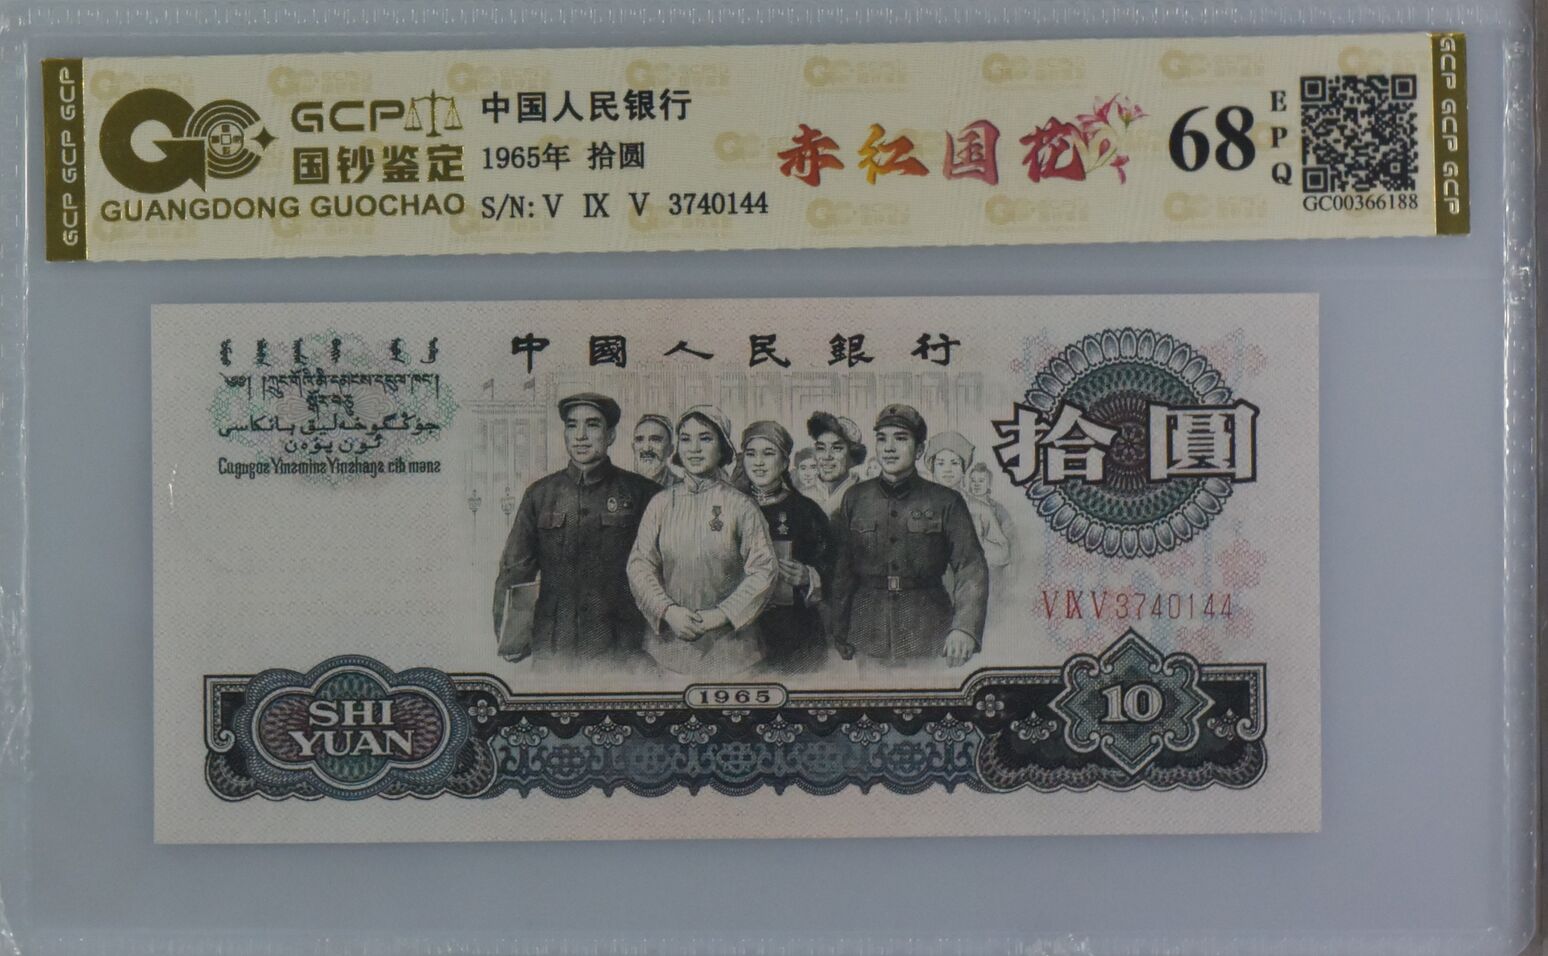 GCP GCP GCP
GCP
国钞鉴定
GUANGDONG GUOCHAO
中国人民银行
1965年 拾圆
S/N: V IX V 3740144
赤红国花
68
EPQ
GC00366188
GCP GCP GCP
中國人民銀行
拾圓
VIXV3740144
1965
SHI
YUAN
10